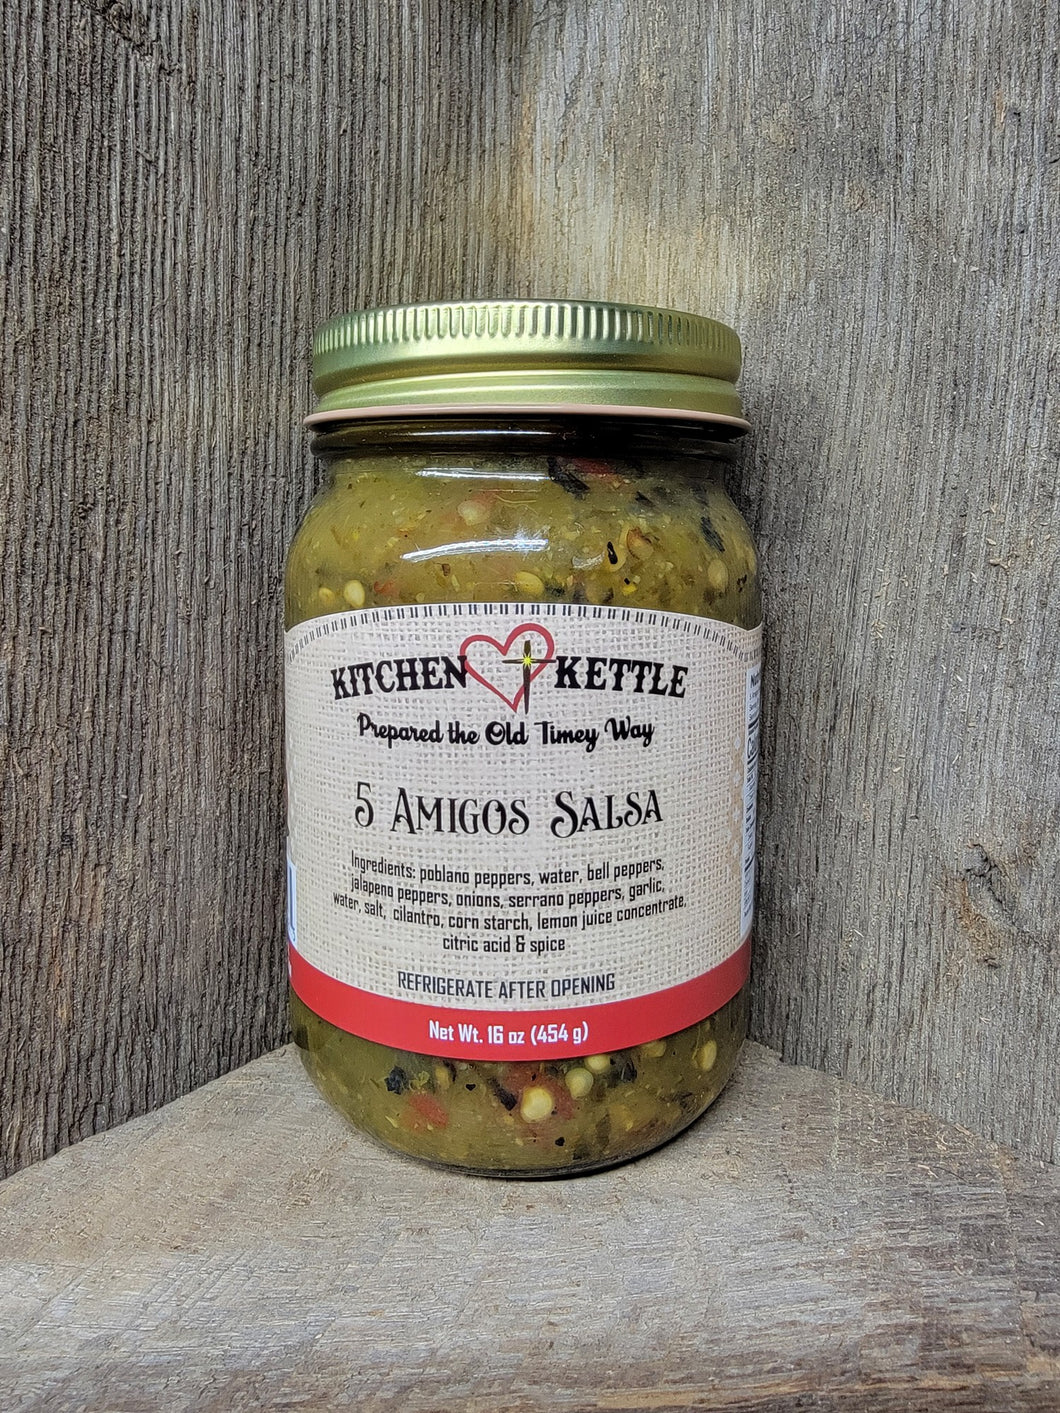 KITCHEN KETTLE
Prepared the Old Timey Way
5 AMIGOS SALSA
Ingredients: poblano peppers, water, bell peppers,
jalapeno peppers, onions, serrano peppers, garlic,
water, salt, cilantro, corn starch, lemon juice concentrate,
citric acid & spice
REFRIGERATE AFTER OPENING
Net Wt. 16 oz (454 g)